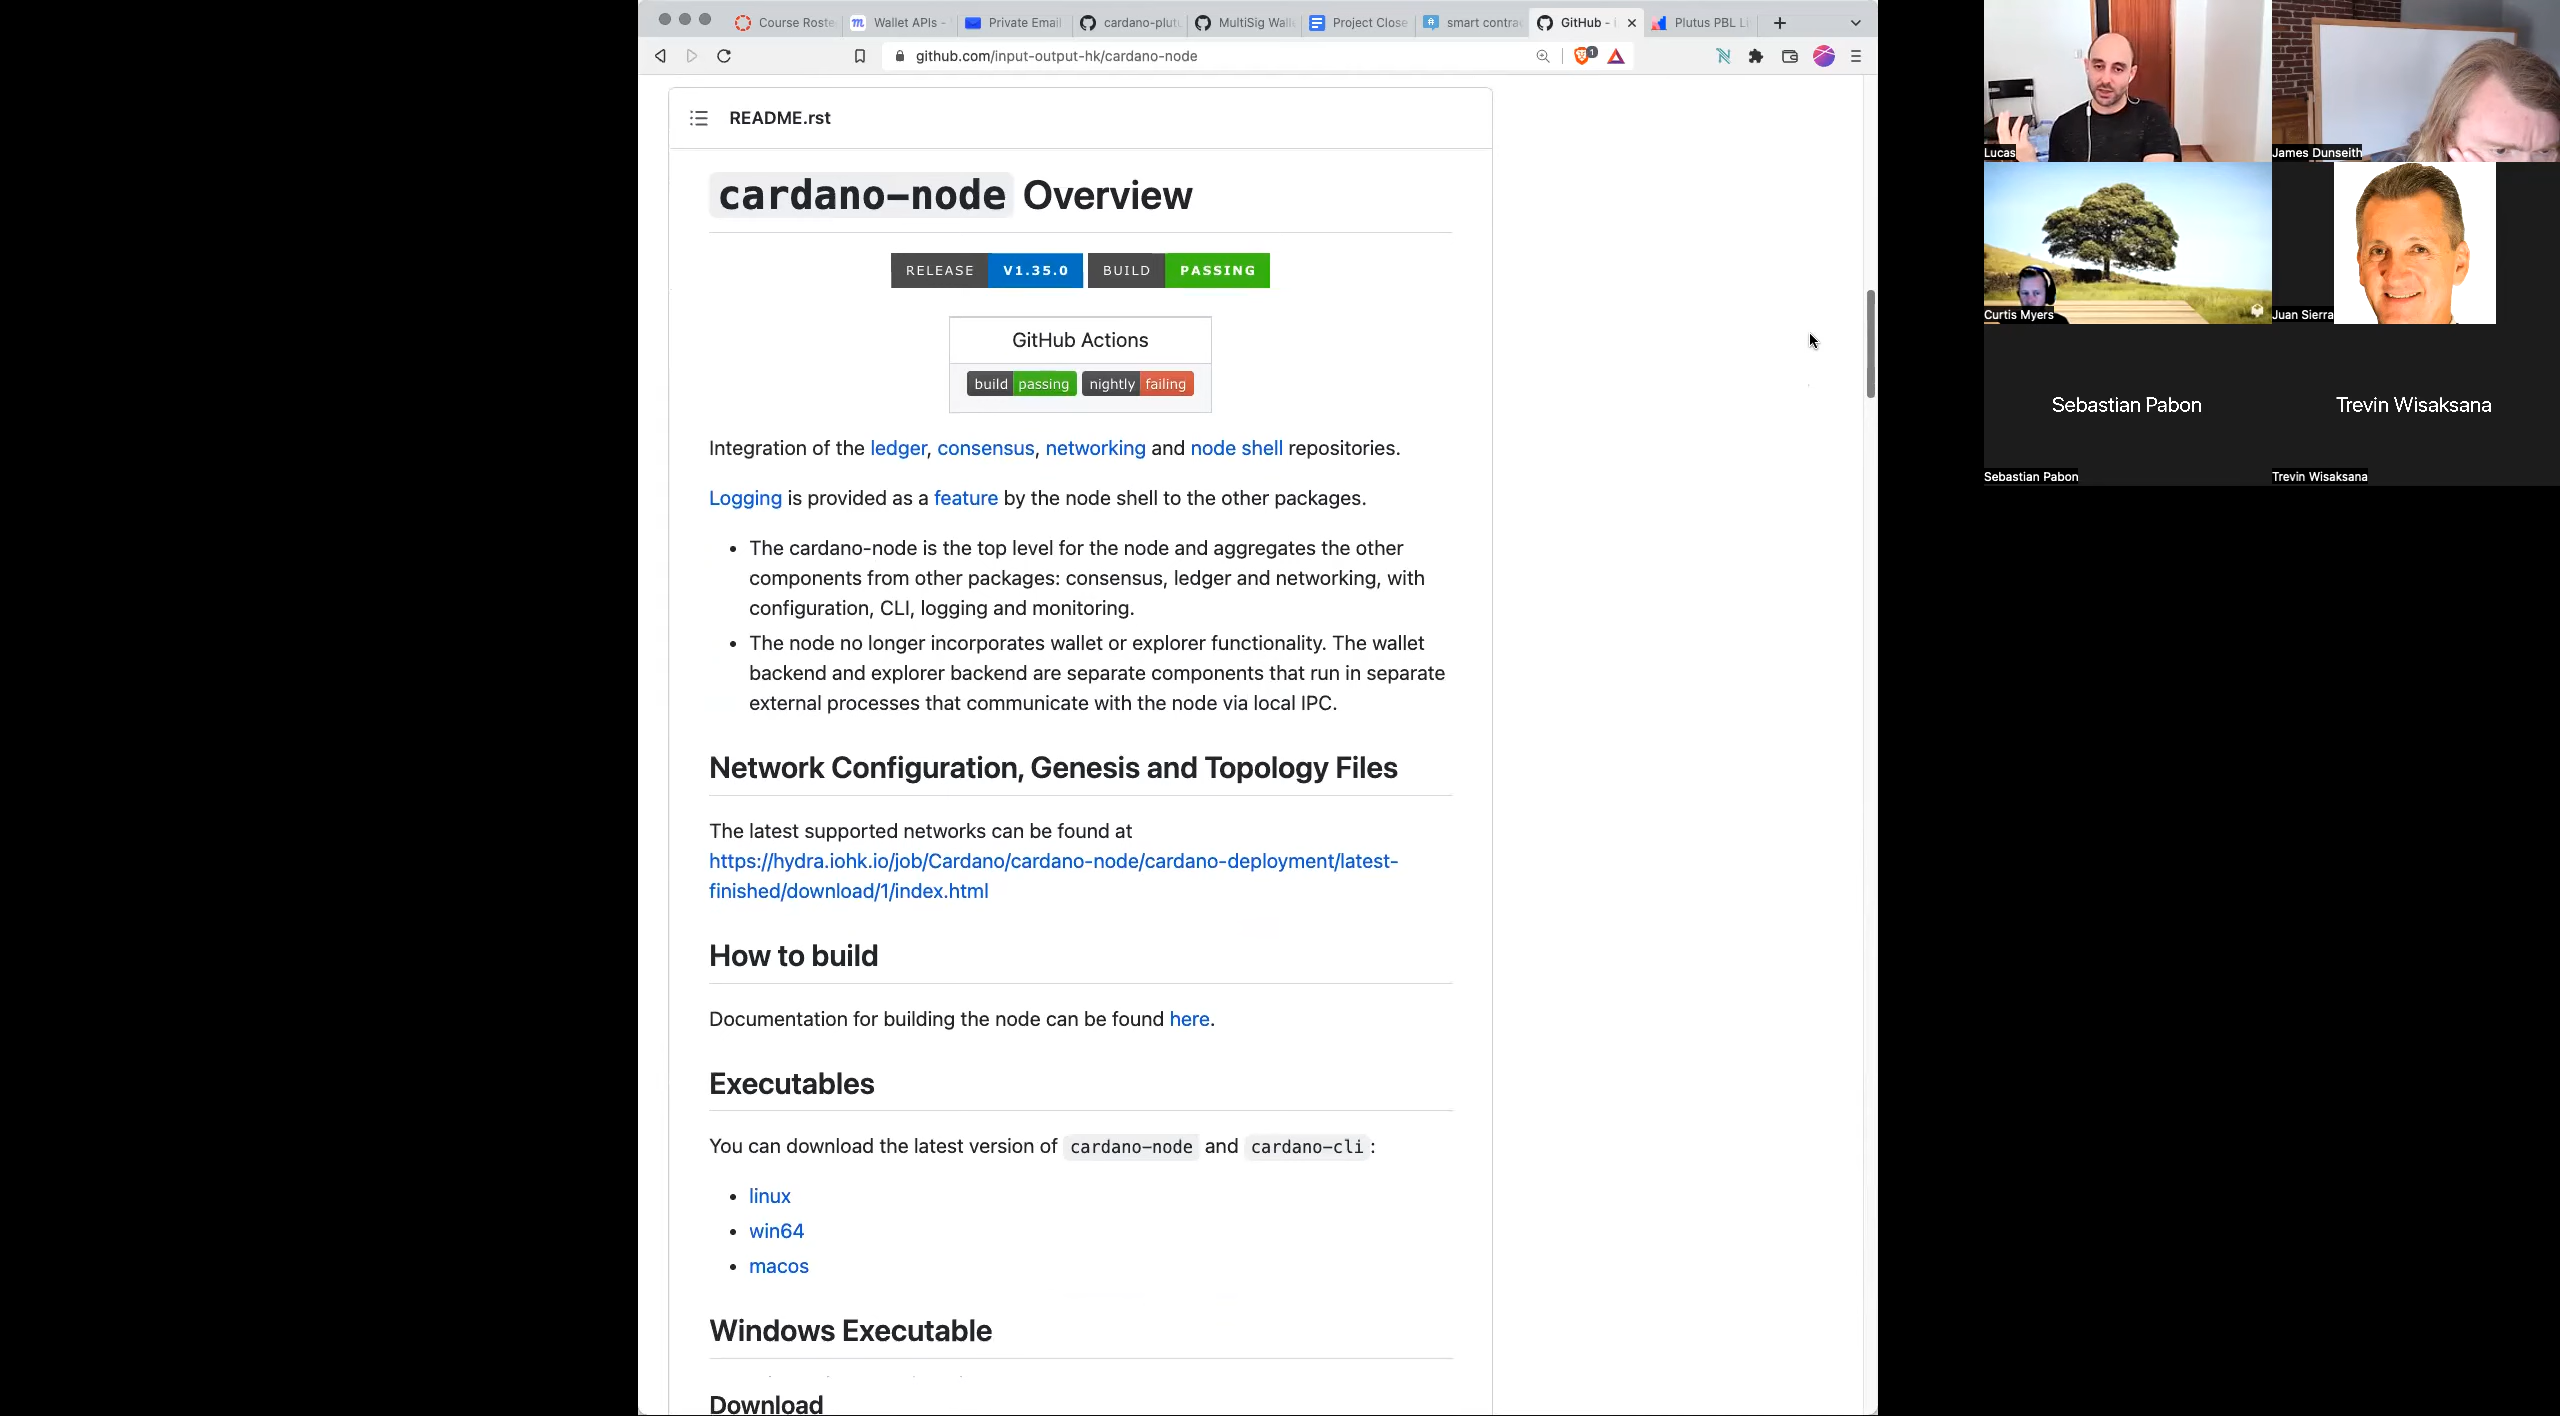 Course Roste
Wallet APIs -
Private Email
cardano-plutu
MultiSig Walle
Project Close
smart contrac
GitHub - i
Plutus PBL Li
github.com/input-output-hk/cardano-node
1
README.rst
cardano-node Overview
RELEASE V1.35.0 BUILD PASSING
GitHub Actions
build passing nightly failing
Integration of the ledger, consensus, networking and node shell repositories.
Logging is provided as a feature by the node shell to the other packages.
• The cardano-node is the top level for the node and aggregates the other
components from other packages: consensus, ledger and networking, with
configuration, CLI, logging and monitoring.
• The node no longer incorporates wallet or explorer functionality. The wallet
backend and explorer backend are separate components that run in separate
external processes that communicate with the node via local IPC.
Network Configuration, Genesis and Topology Files
The latest supported networks can be found at
https://hydra.iohk.io/job/Cardano/cardano-node/cardano-deployment/latest-
finished/download/1/index.html
How to build
Documentation for building the node can be found here.
Executables
You can download the latest version of cardano-node and cardano-cli:
• linux
• win64
• macos
Windows Executable
Download
Lucas
James Dunseith
Curtis Myers
Juan Sierra
Sebastian Pabon
Trevin Wisaksana
Sebastian Pabon
Trevin Wisaksana